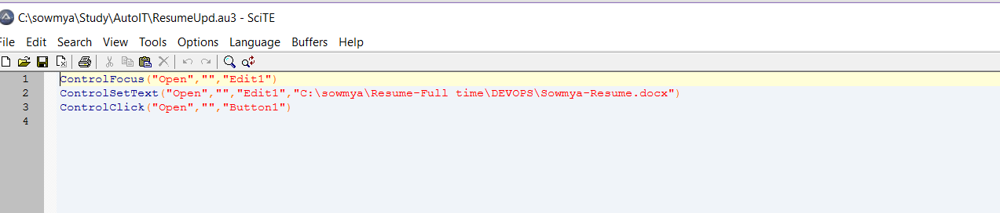 C:\sowmya\Study\AutoIT\ResumeUpd.au3 - SciTE
File Edit Search View Tools Options Language Buffers Help
1 ControlFocus("Open","","Edit1")
2 ControlSetText("Open","","Edit1","C:\sowmya\Resume-Full time\DEVOPS\Sowmya-Resume.docx")
3 ControlClick("Open","","Button1")
4